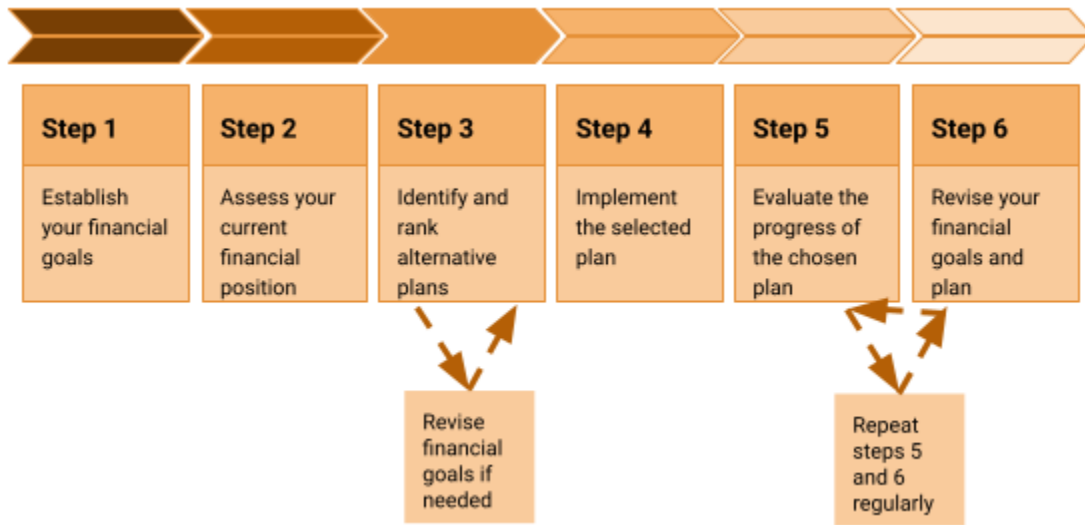 Step 1
Establish
your financial
goals
Step 2
Assess your
current
financial
position
Step 3
Identify and
rank
alternative
plans
Step 4
Implement
the selected
plan
Step 5
Evaluate the
progress of
the chosen
plan
Step 6
Revise your
financial
goals and
plan
Revise
financial
goals if
needed
Repeat
steps 5
and 6
regularly